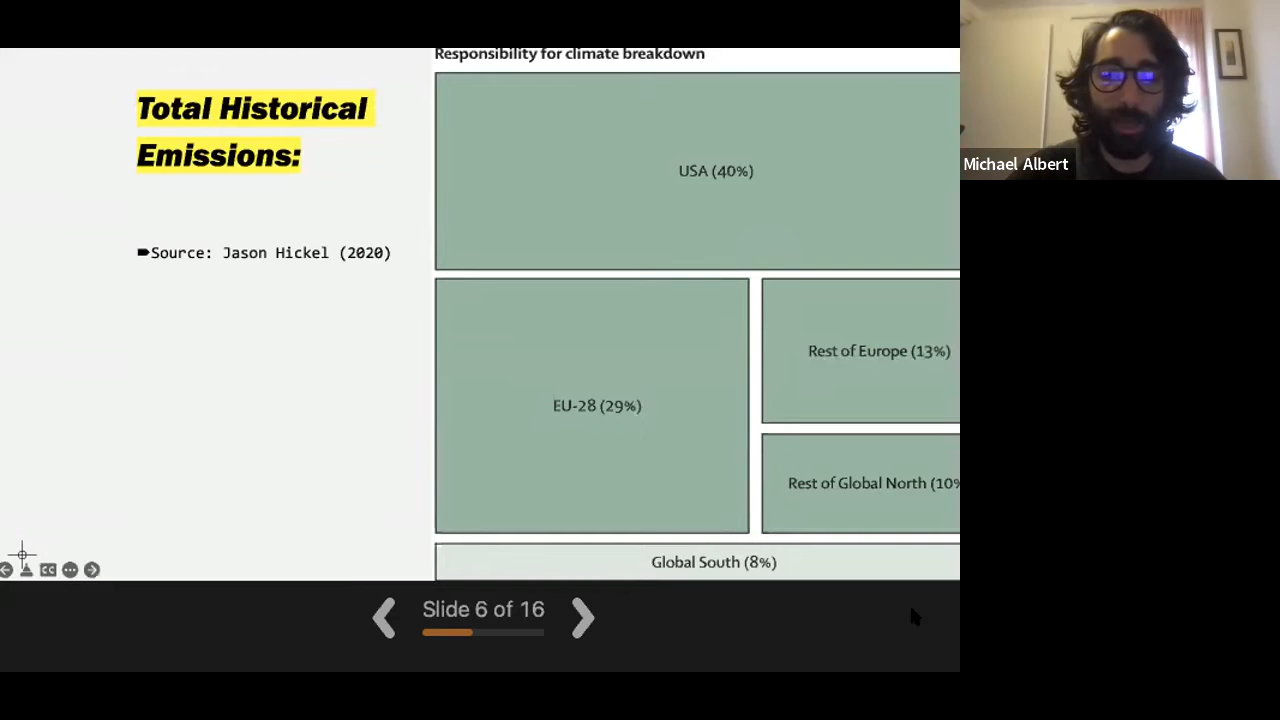 Responsibility for climate breakdown
Total Historical
Emissions:
USA (40%)
Michael Albert
Source: Jason Hickel (2020)
Rest of Europe (13%)
EU-28 (29%)
Rest of Global North (10%
Global South (8%)
CC
Slide 6 of 16